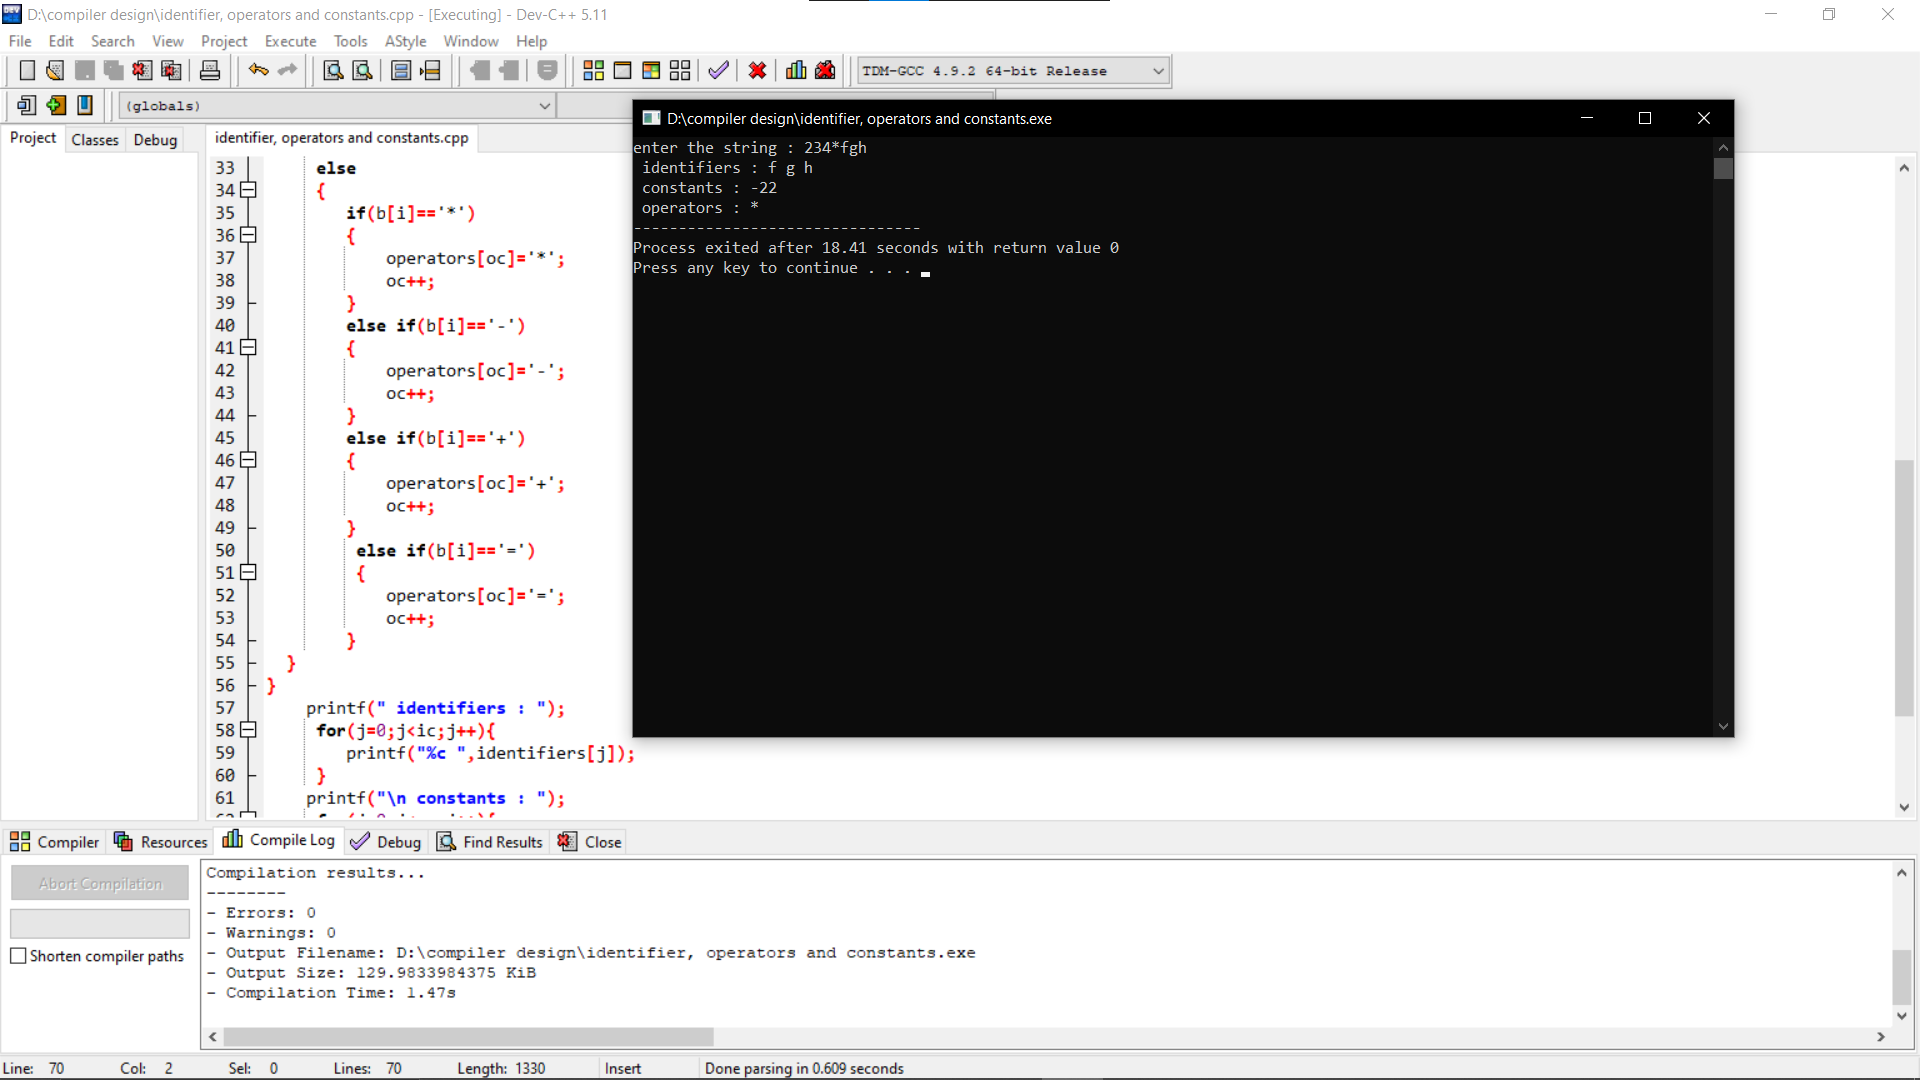 D:\compiler design\identifier, operators and constants.cpp - [Executing] - Dev-C++ 5.11
File Edit Search View Project Execute Tools AStyle Window Help
TDM-GCC 4.9.2 64-bit Release
(globals)
Project Classes Debug
identifier, operators and constants.cpp
33 else
34 {
35 if(b[i]=='*')
36 {
37 operators[oc]='*';
38 oc++;
39 }
40 else if(b[i]=='-')
41 {
42 operators[oc]='-';
43 oc++;
44 }
45 else if(b[i]=='+')
46 {
47 operators[oc]='+';
48 oc++;
49 }
50 else if(b[i]=='=')
51 {
52 operators[oc]='=';
53 oc++;
54 }
55 }
56 }
57 printf(" identifiers : ");
58 for(j=0;j<ic;j++){
59 printf("%c ",identifiers[j]);
60 }
61 printf("\n constants : ");
D:\compiler design\identifier, operators and constants.exe
enter the string : 234*fgh
identifiers : f g h
constants : -22
operators : *
--------------------------------
Process exited after 18.41 seconds with return value 0
Press any key to continue . . .
Compiler Resources Compile Log Debug Find Results Close
Abort Compilation
Shorten compiler paths
Compilation results...
--------
- Errors: 0
- Warnings: 0
- Output Filename: D:\compiler design\identifier, operators and constants.exe
- Output Size: 129.9833984375 KiB
- Compilation Time: 1.47s
Line: 70 Col: 2 Sel: 0 Lines: 70 Length: 1330 Insert Done parsing in 0.609 seconds